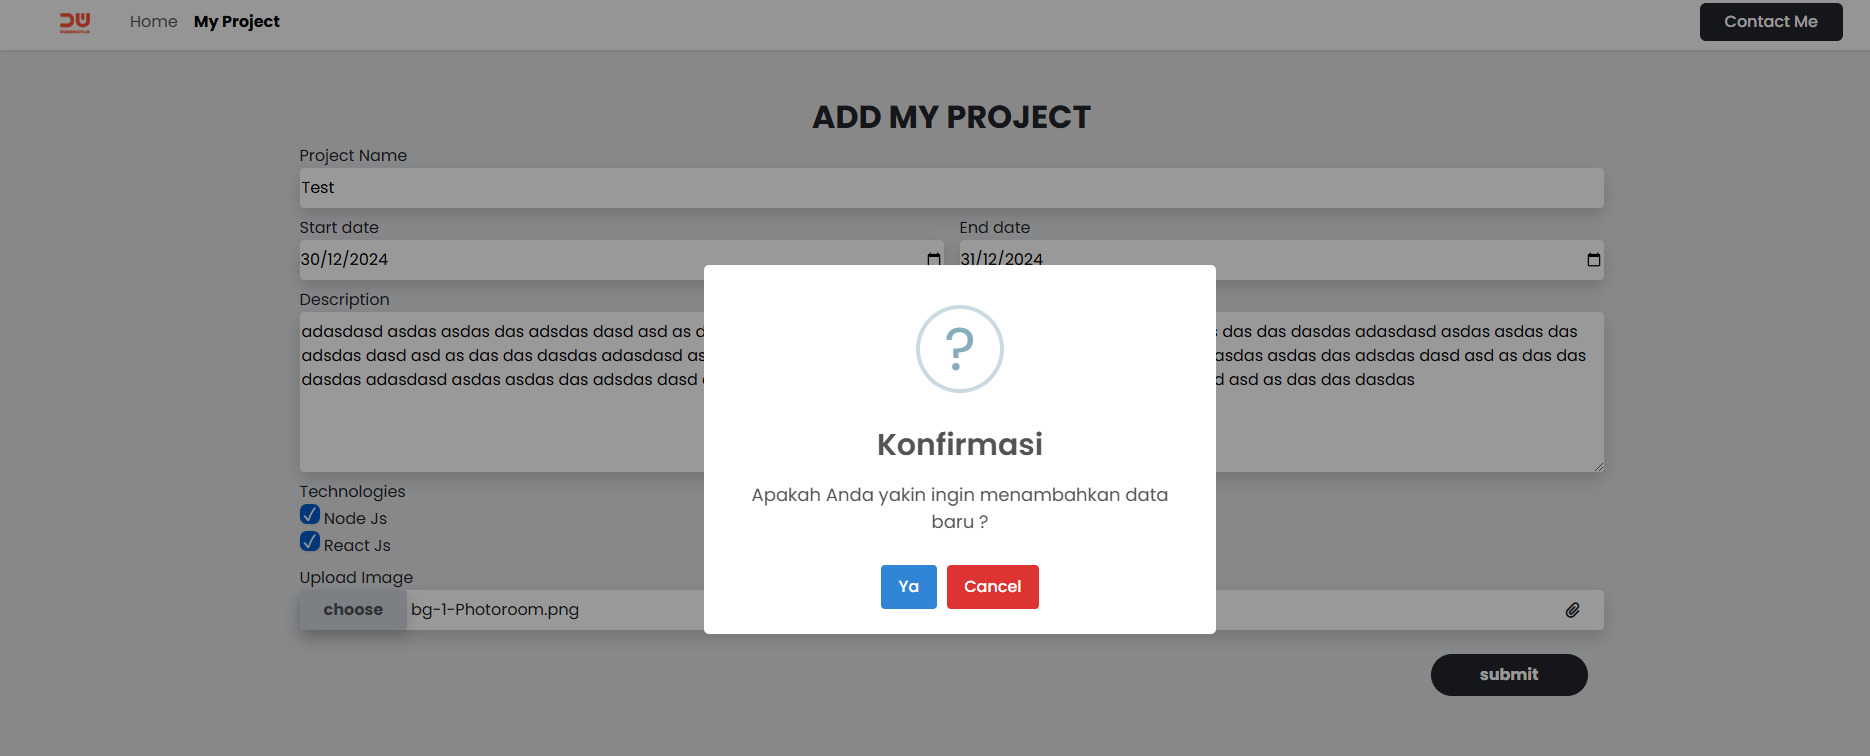 Home My Project Contact Me
ADD MY PROJECT
Project Name
Test
Start date End date
30/12/2024 31/12/2024
Description
adasdasd asdas asdas das adsdas dasd asd as das das dasdas adasdasd asdas asdas das
adsdas dasd asd as das das dasdas adasdasd asdas asdas das adsdas dasd asd as das das
dasdas adasdasd asdas asdas das adsdas dasd asd as das das dasdas
?
Konfirmasi
Apakah Anda yakin ingin menambahkan data
baru ?
Ya Cancel
Technologies
Node Js
React Js
Upload Image
choose bg-1-Photoroom.png
submit